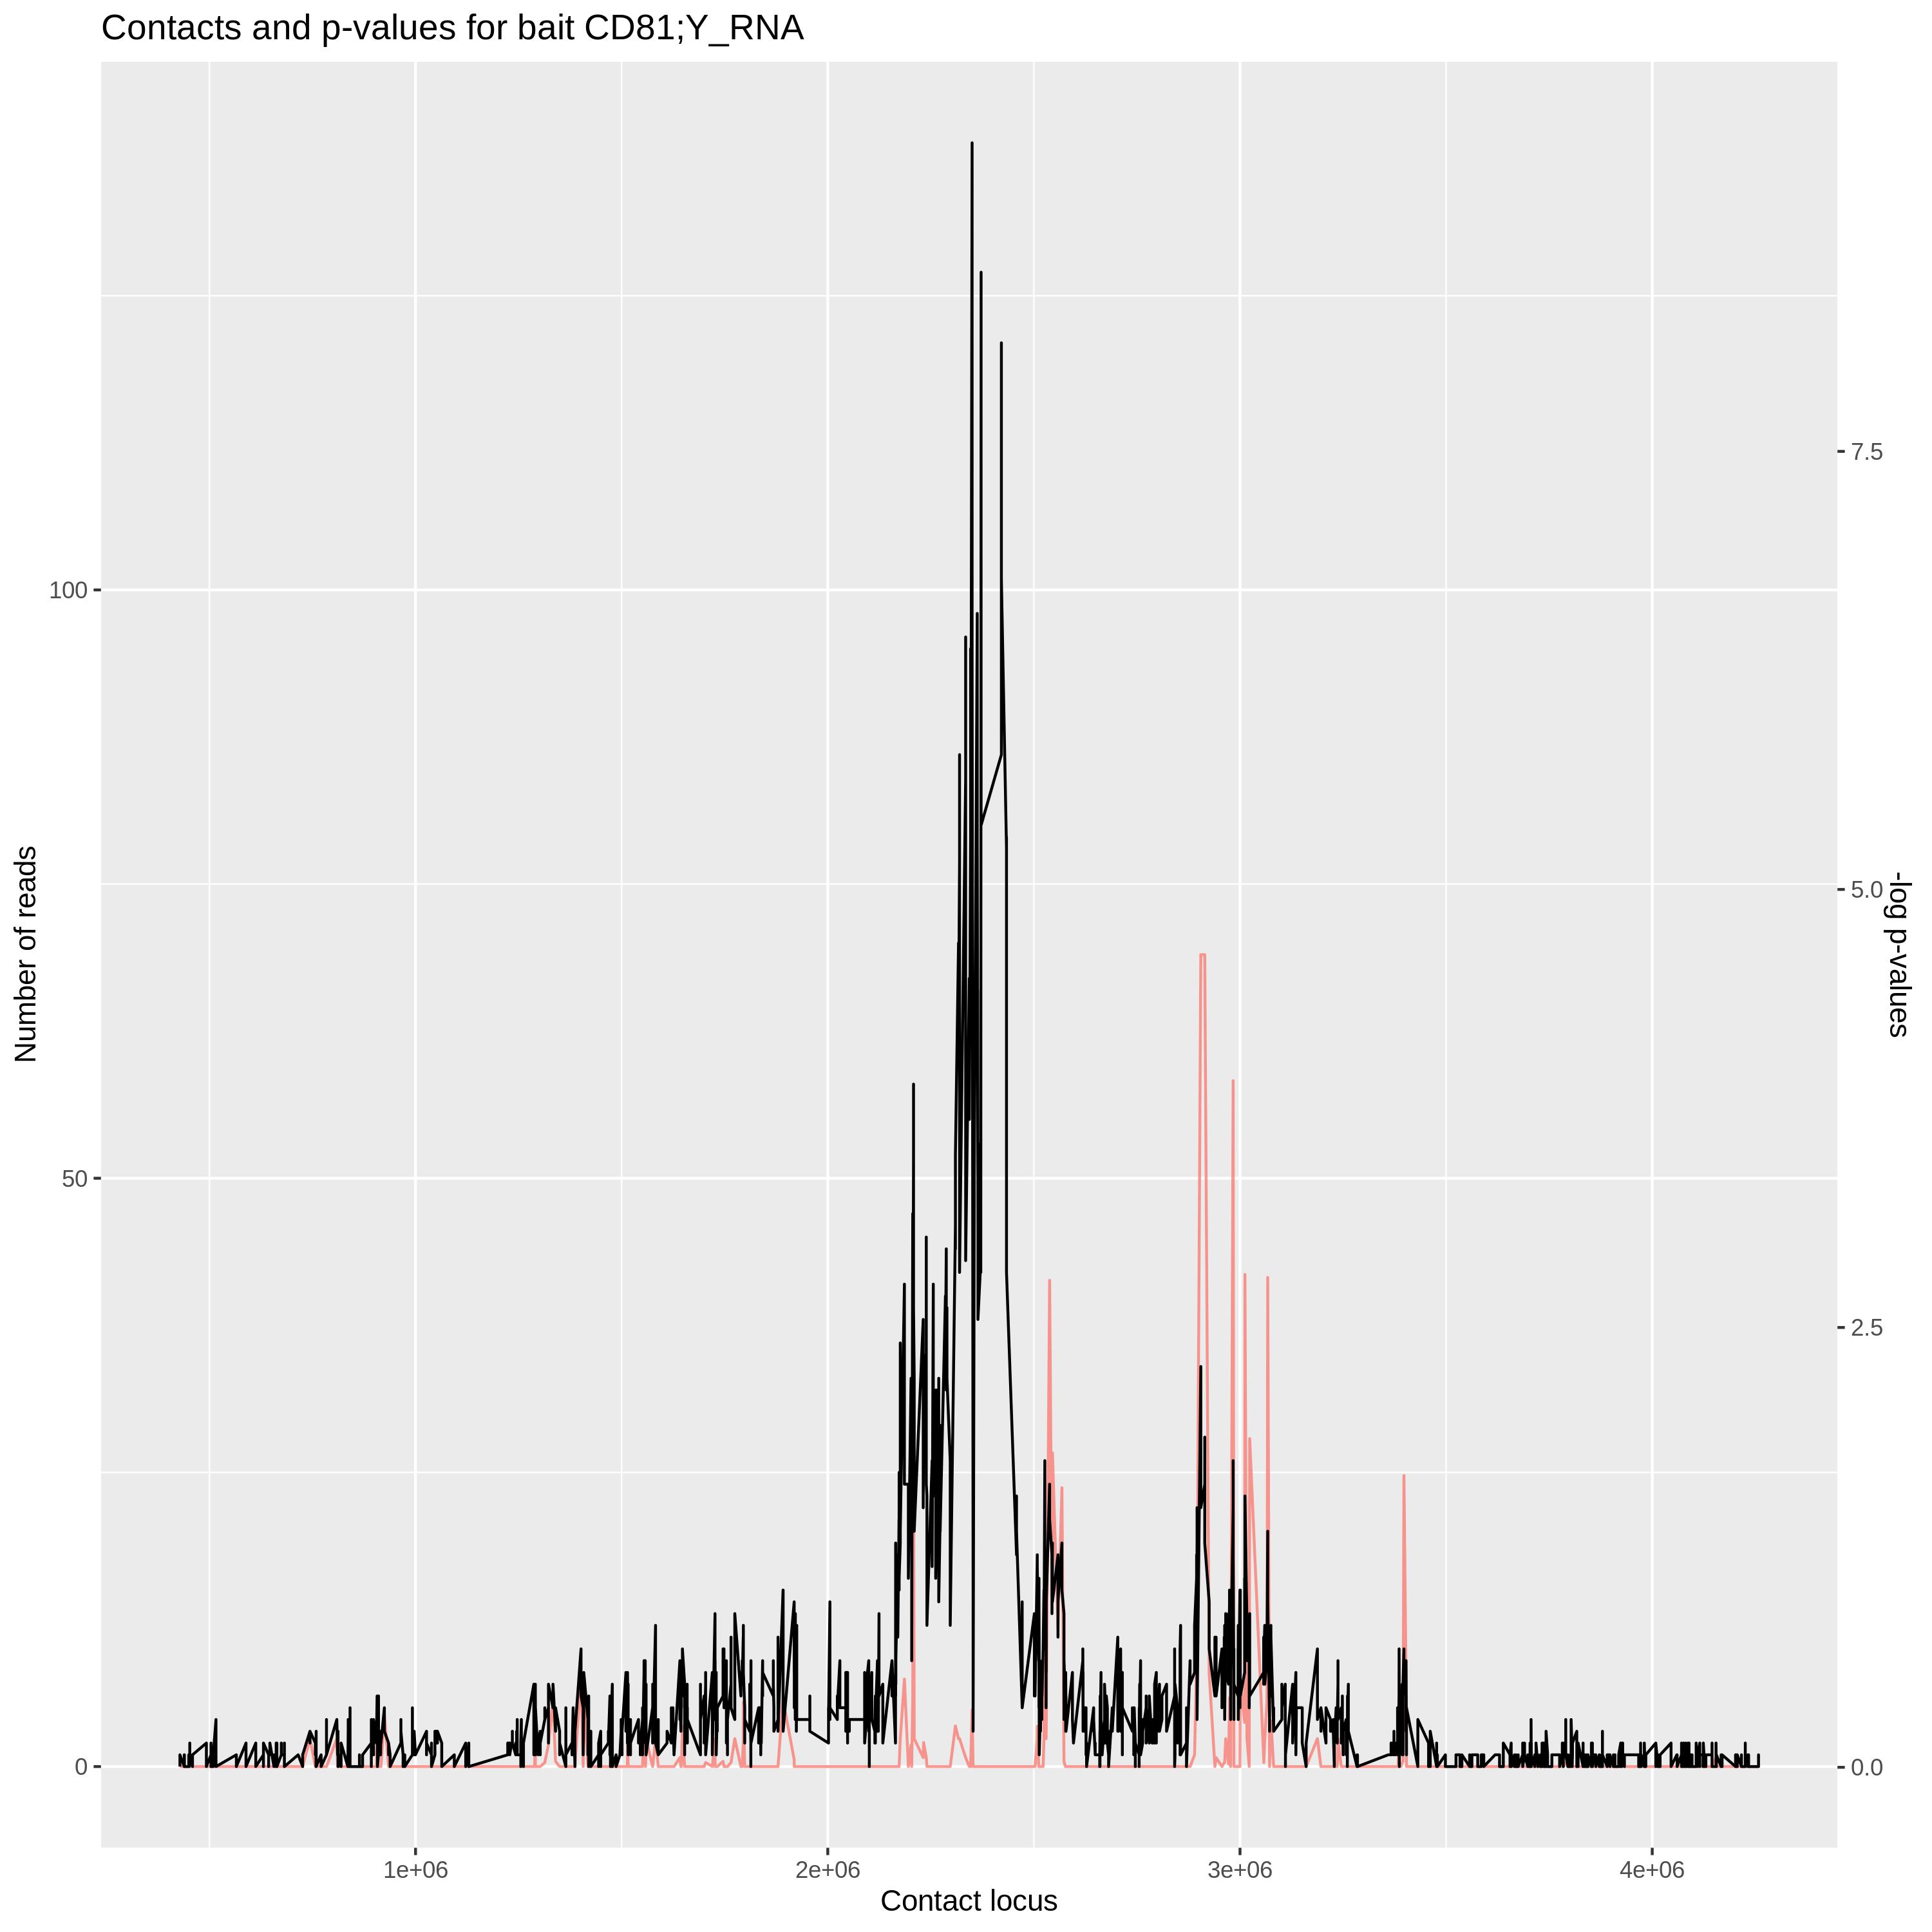 Contacts and p-values for bait CD81;Y_RNA
Number of reads
100
50
0
7.5
5.0
2.5
0.0
-log p-values
1e+06
2e+06
3e+06
4e+06
Contact locus